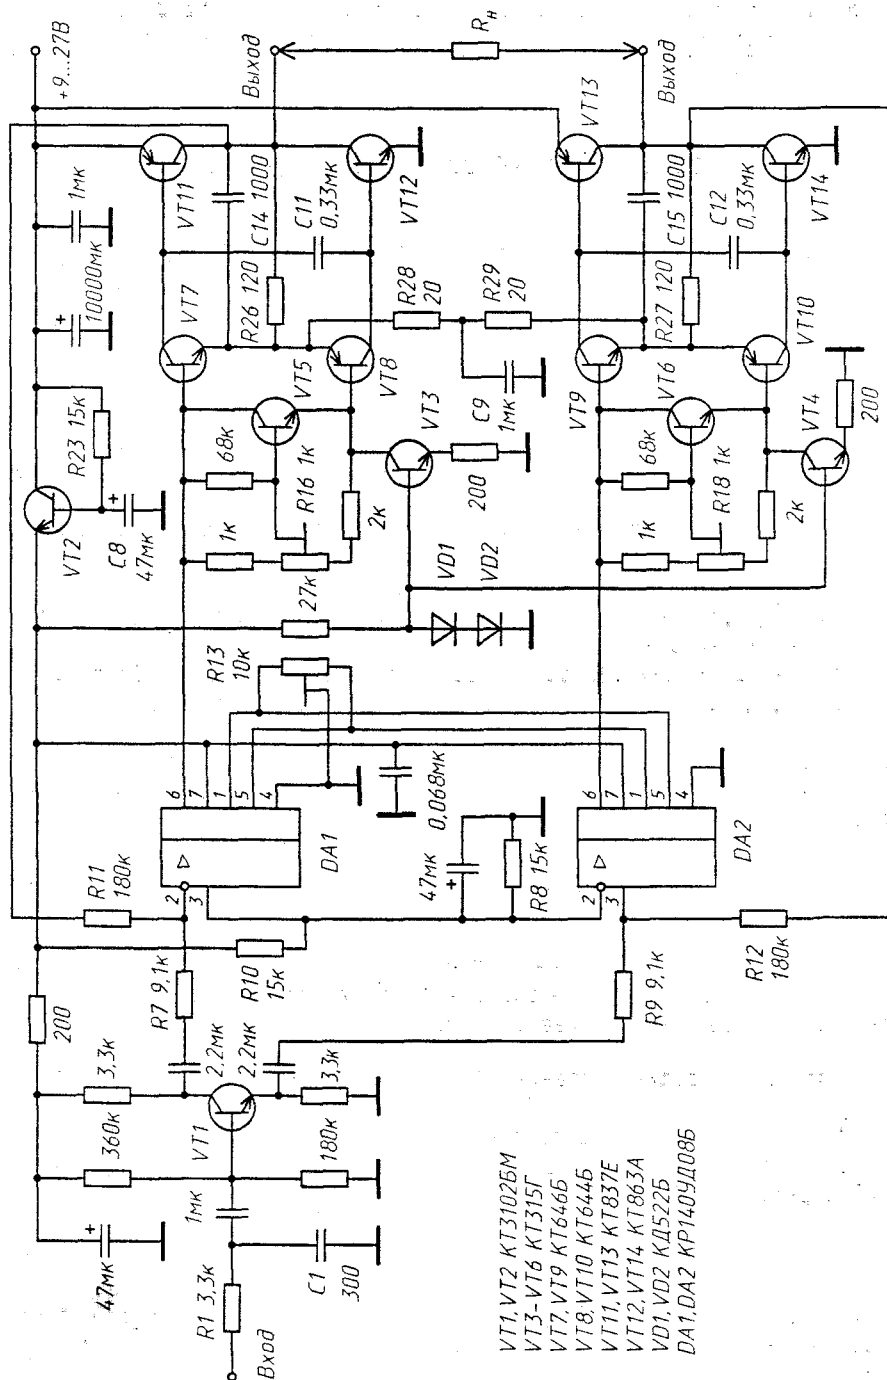 Вход
R1 3,3к
C1
300
1мк
47мк
+
360к
180к
VT1
3,3к
3,3к
2,2мк
2,2мк
200
R7 9,1к
R9 9,1к
R10
15к
R11
180к
R12
180к
2
3
6
7
1
5
4
DA1
47мк
+
R8 15к
2
3
6
7
1
5
4
DA2
0,068мк
R13
10к
27к
VD1
VD2
VT2
C8
47мк
+
R23 15к
1к
68к
R16 1к
2к
VT3
200
VT5
VT7
VT8
1к
68к
R18 1к
2к
VT4
200
VT6
VT9
VT10
C9
1мк
R28
20
R29
20
R26 120
R27 120
C14 1000
C15 1000
C11
0,33мк
C12
0,33мк
VT11
VT12
VT13
VT14
+
10000мк
1мк
+9...27В
Выход
Выход
Rн
VT1, VT2 КТ3102БМ
VT3-VT6 КТ315Г
VT7, VT9 КТ646Б
VT8, VT10 КТ644Б
VT11, VT13 КТ837Е
VT12, VT14 КТ863А
VD1, VD2 КД522Б
DA1, DA2 КР140УД08Б